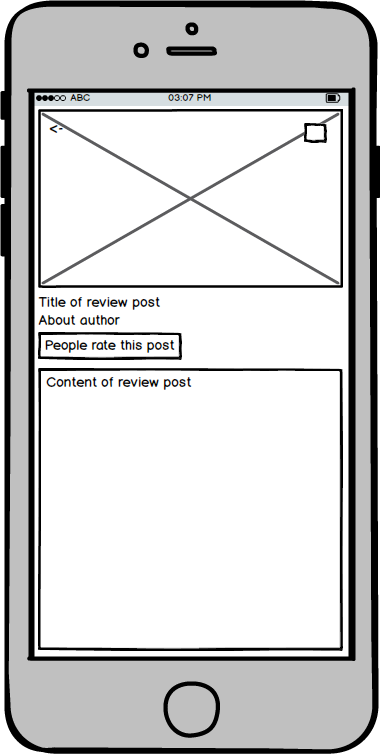 ABC 03:07 PM
<-
Title of review post
About author
People rate this post
Content of review post